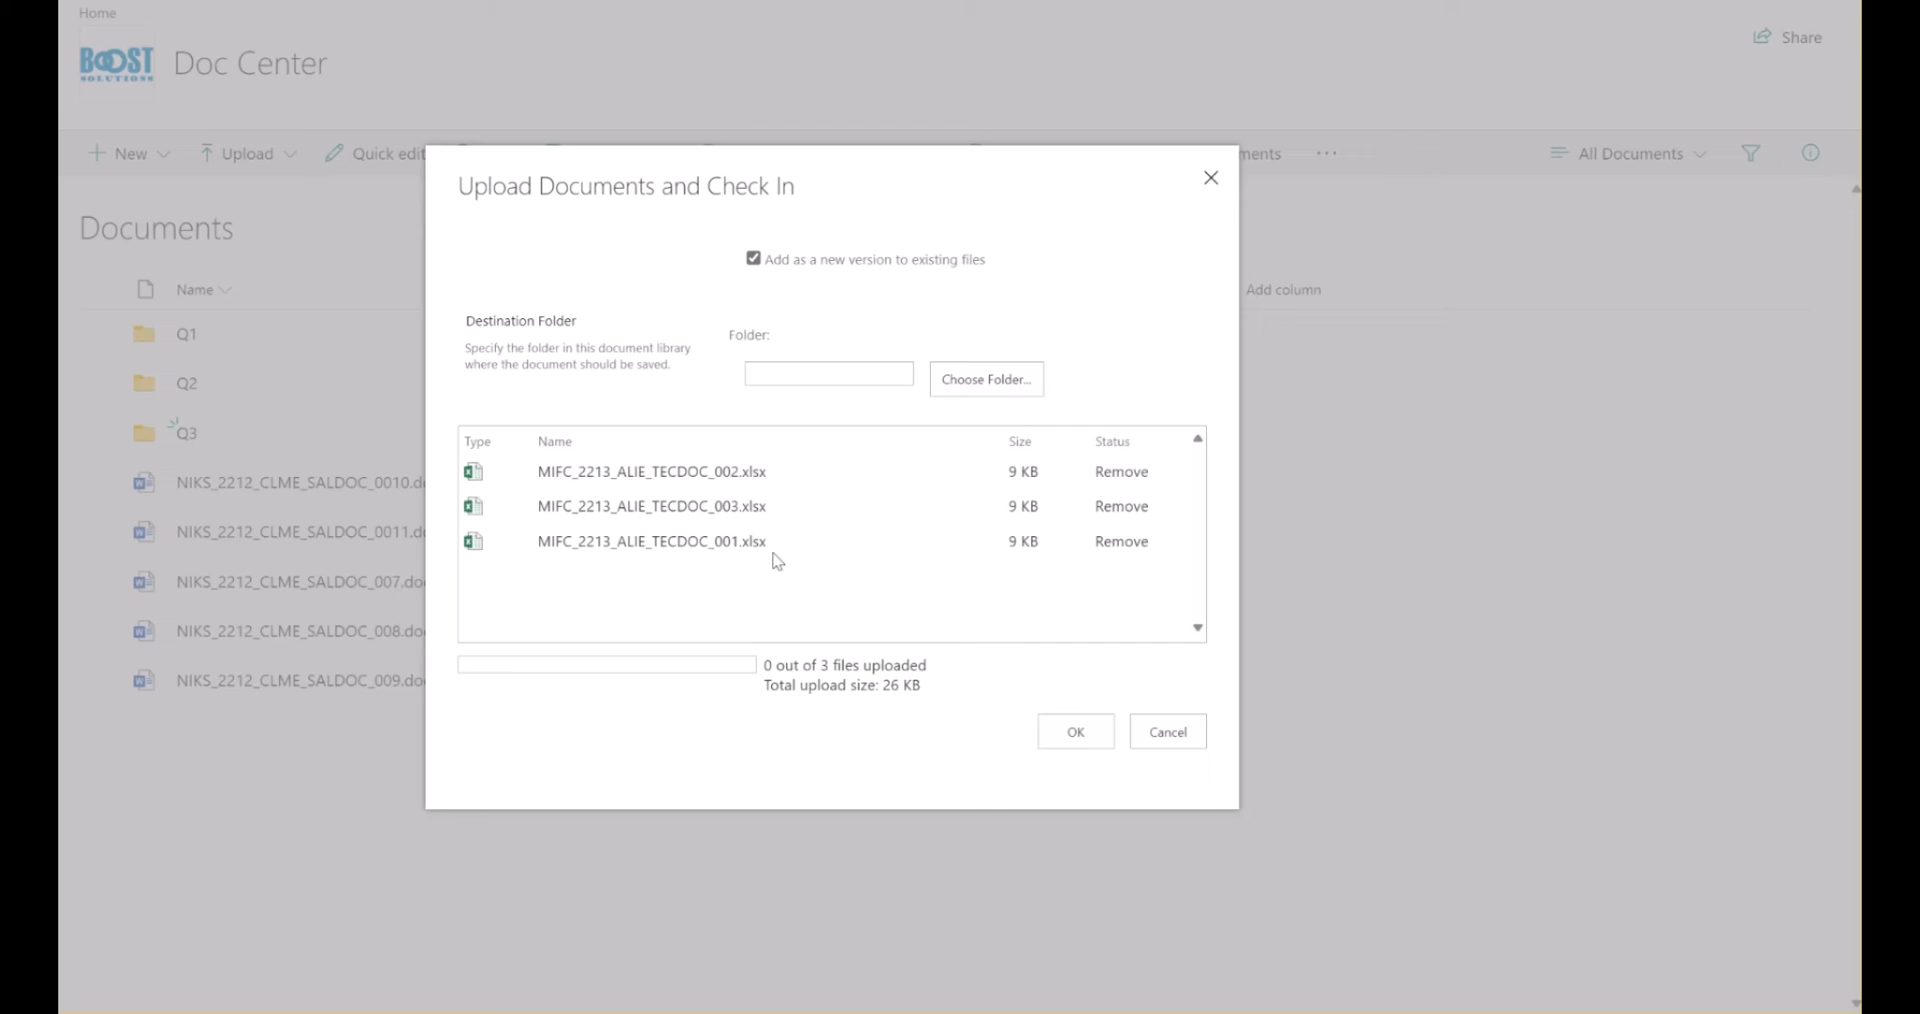 Home
BOOST
SOLUTIONS
Doc Center
Share
New
Upload
Quick edit
ments
...
All Documents
Documents
Name
Add column
Q1
Q2
Q3
NIKS_2212_CLME_SALDOC_0010.do
NIKS_2212_CLME_SALDOC_0011.do
NIKS_2212_CLME_SALDOC_007.do
NIKS_2212_CLME_SALDOC_008.do
NIKS_2212_CLME_SALDOC_009.do
Upload Documents and Check In
Add as a new version to existing files
Destination Folder
Specify the folder in this document library
where the document should be saved.
Folder:
Choose Folder...
Type Name Size Status
MIFC_2213_ALIE_TECDOC_002.xlsx 9 KB Remove
MIFC_2213_ALIE_TECDOC_003.xlsx 9 KB Remove
MIFC_2213_ALIE_TECDOC_001.xlsx 9 KB Remove
0 out of 3 files uploaded
Total upload size: 26 KB
OK
Cancel